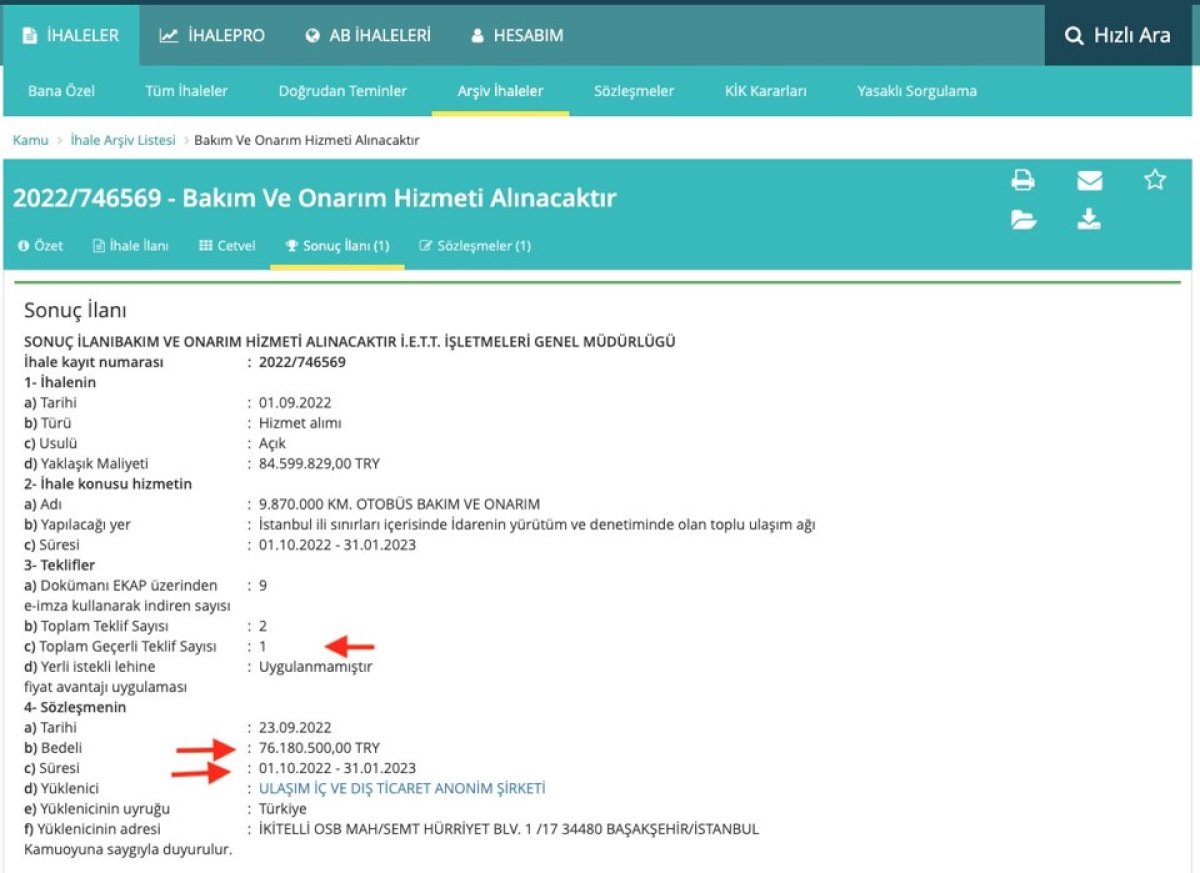 İHALELER İHALEPRO AB İHALELERİ HESABIM Hızlı Ara
Bana Özel Tüm İhaleler Doğrudan Teminler Arşiv İhaleler Sözleşmeler KİK Kararları Yasaklı Sorgulama
Kamu > İhale Arşiv Listesi > Bakım Ve Onarım Hizmeti Alınacaktır
2022/746569 - Bakım Ve Onarım Hizmeti Alınacaktır
Özet İhale İlanı Cetvel Sonuç İlanı (1) Sözleşmeler (1)
Sonuç İlanı
SONUÇ İLANIBAKIM VE ONARIM HİZMETİ ALINACAKTIR İ.E.T.T. İŞLETMELERİ GENEL MÜDÜRLÜĞÜ
İhale kayıt numarası : 2022/746569
1- İhalenin
a) Tarihi : 01.09.2022
b) Türü : Hizmet alımı
c) Usulü : Açık
d) Yaklaşık Maliyeti : 84.599.829,00 TRY
2- İhale konusu hizmetin
a) Adı : 9.870.000 KM. OTOBÜS BAKIM VE ONARIM
b) Yapılacağı yer : İstanbul ili sınırları içerisinde İdarenin yürütüm ve denetiminde olan toplu ulaşım ağı
c) Süresi : 01.10.2022 - 31.01.2023
3- Teklifler
a) Dokümanı EKAP üzerinden : 9
e-imza kullanarak indiren sayısı
b) Toplam Teklif Sayısı : 2
c) Toplam Geçerli Teklif Sayısı : 1
d) Yerli istekli lehine : Uygulanmamıştır
fiyat avantajı uygulaması
4- Sözleşmenin
a) Tarihi : 23.09.2022
b) Bedeli : 76.180.500,00 TRY
c) Süresi : 01.10.2022 - 31.01.2023
d) Yüklenici : ULAŞIM İÇ VE DIŞ TİCARET ANONİM ŞİRKETİ
e) Yüklenicinin uyruğu : Türkiye
f) Yüklenicinin adresi : İKİTELLİ OSB MAH/SEMT HÜRRİYET BLV. 1 /17 34480 BAŞAKŞEHİR/İSTANBUL
Kamuoyuna saygıyla duyurulur.